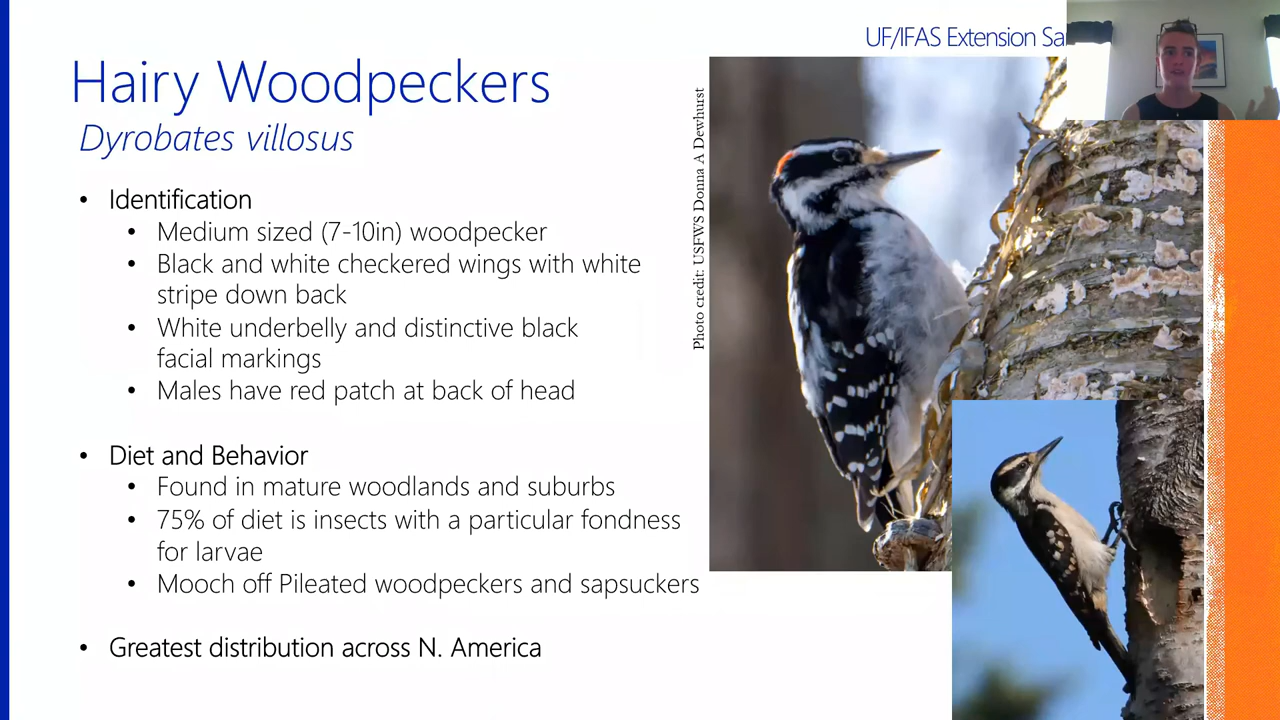 UF/IFAS Extension Sa
Hairy Woodpeckers
Dyrobates villosus
• Identification
• Medium sized (7-10in) woodpecker
• Black and white checkered wings with white
stripe down back
• White underbelly and distinctive black
facial markings
• Males have red patch at back of head
• Diet and Behavior
• Found in mature woodlands and suburbs
• 75% of diet is insects with a particular fondness
for larvae
• Mooch off Pileated woodpeckers and sapsuckers
• Greatest distribution across N. America
Photo credit: USFWS Donna A Dewhurst